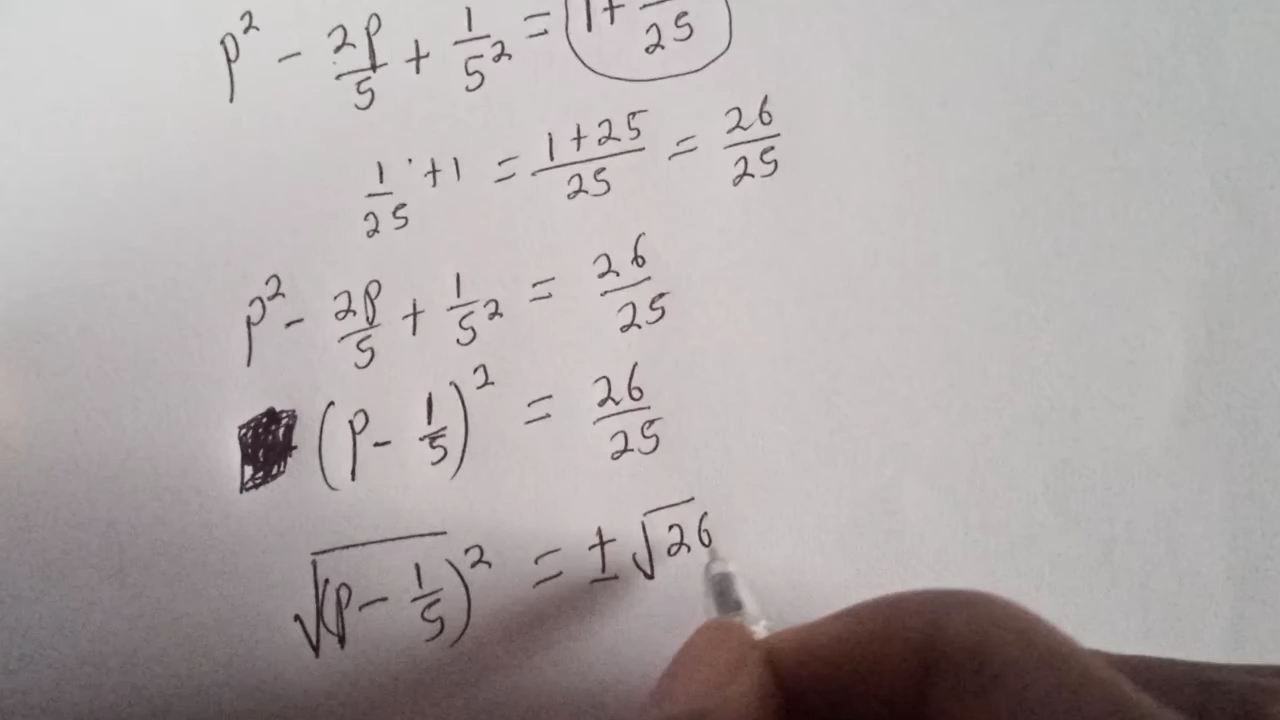 p² - 2p/5 + 1/5² = 1 + /25
1/25 + 1 = 1+25/25 = 26/25
p² - 2p/5 + 1/5² = 26/25
(p - 1/5)² = 26/25
√(p - 1/5)² = ± √26